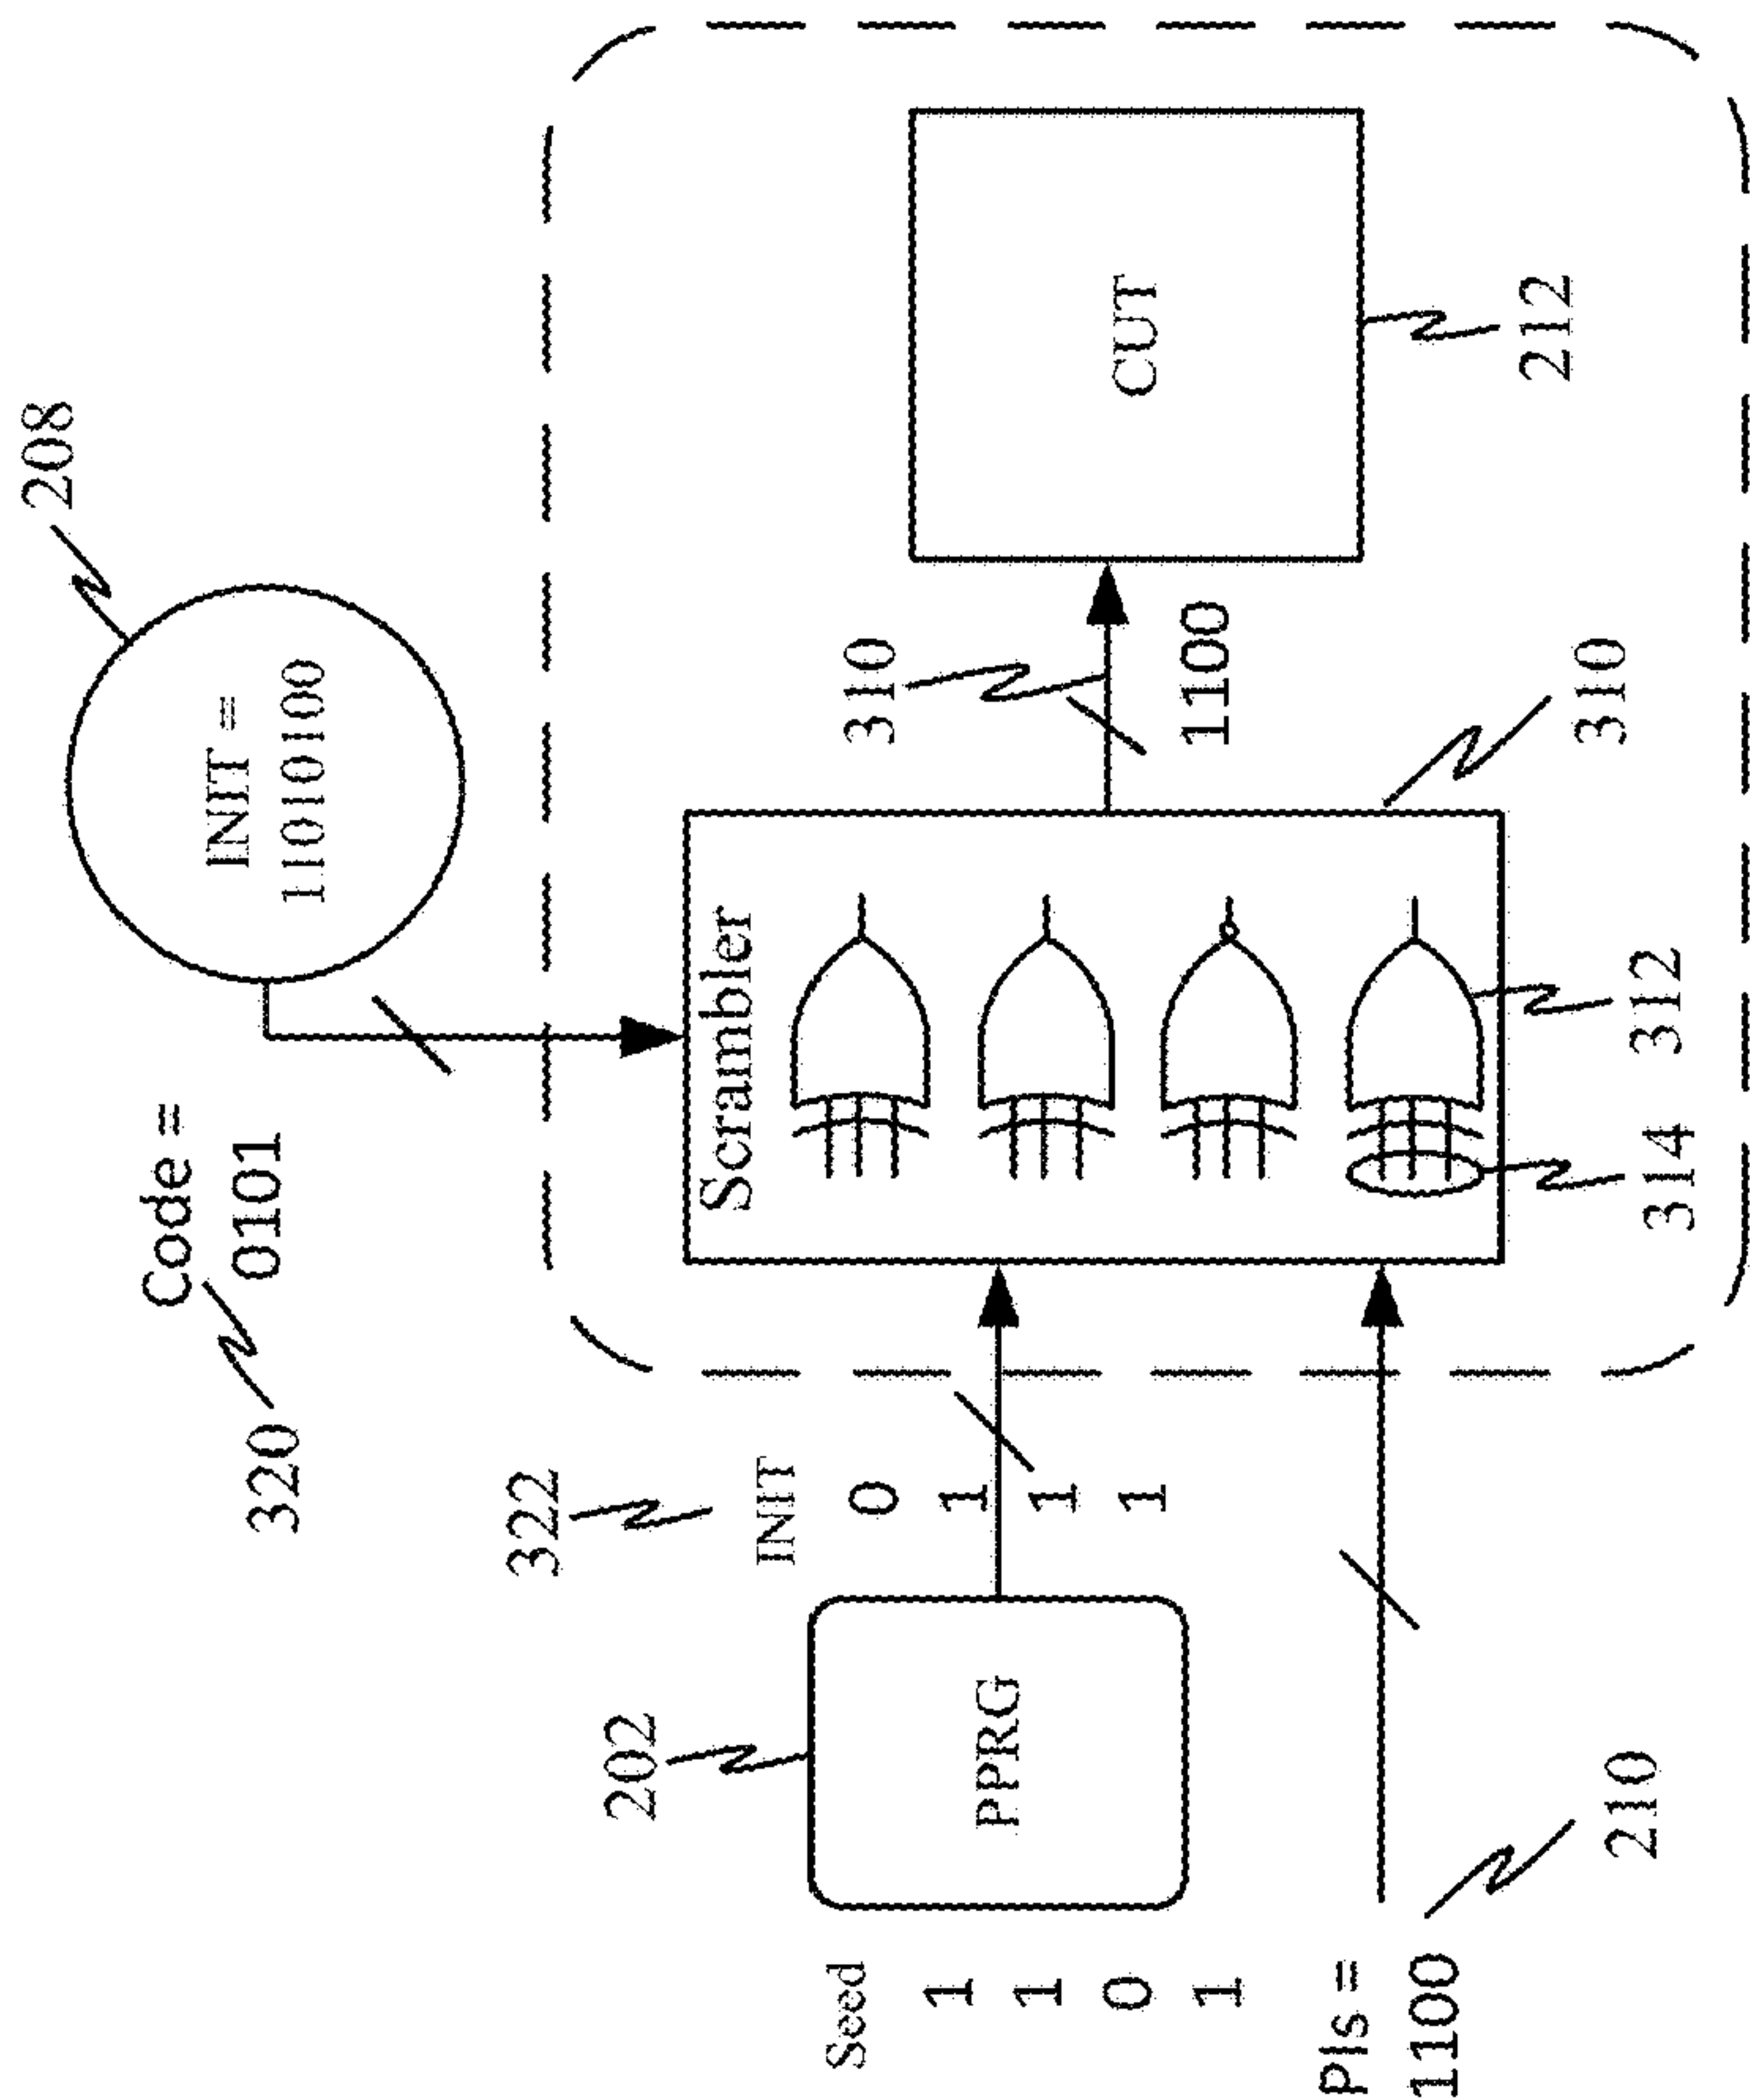 208
Code =
0101
320
INIT =
11010100
322
INIT
0
1
1
1
202
PPRG
Seed
1
1
0
1
PIs =
1100
210
Scrambler
314
312
310
310
1100
CUT
212